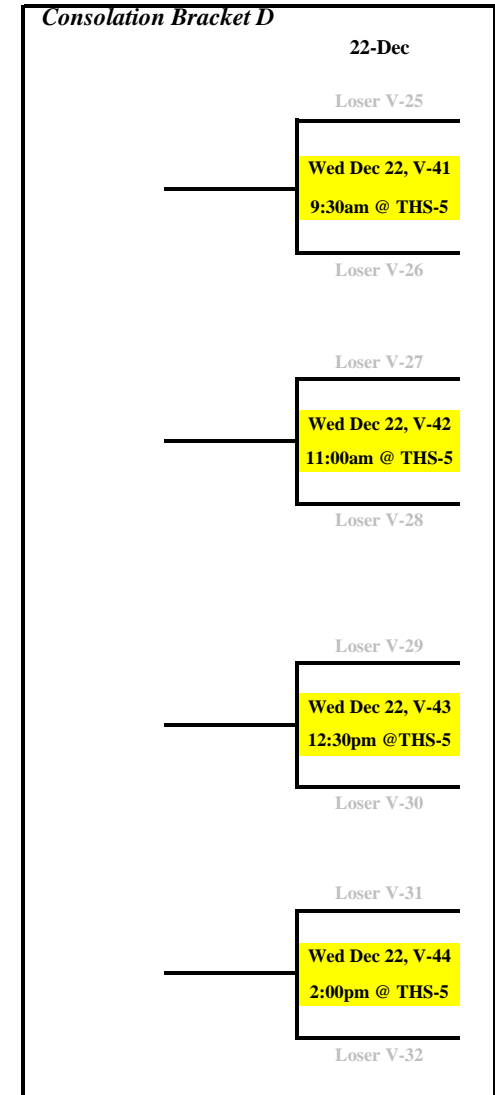 Consolation Bracket D
22-Dec
Loser V-25
Wed Dec 22, V-41
9:30am @ THS-5
Loser V-26
Loser V-27
Wed Dec 22, V-42
11:00am @ THS-5
Loser V-28
Loser V-29
Wed Dec 22, V-43
12:30pm @THS-5
Loser V-30
Loser V-31
Wed Dec 22, V-44
2:00pm @ THS-5
Loser V-32